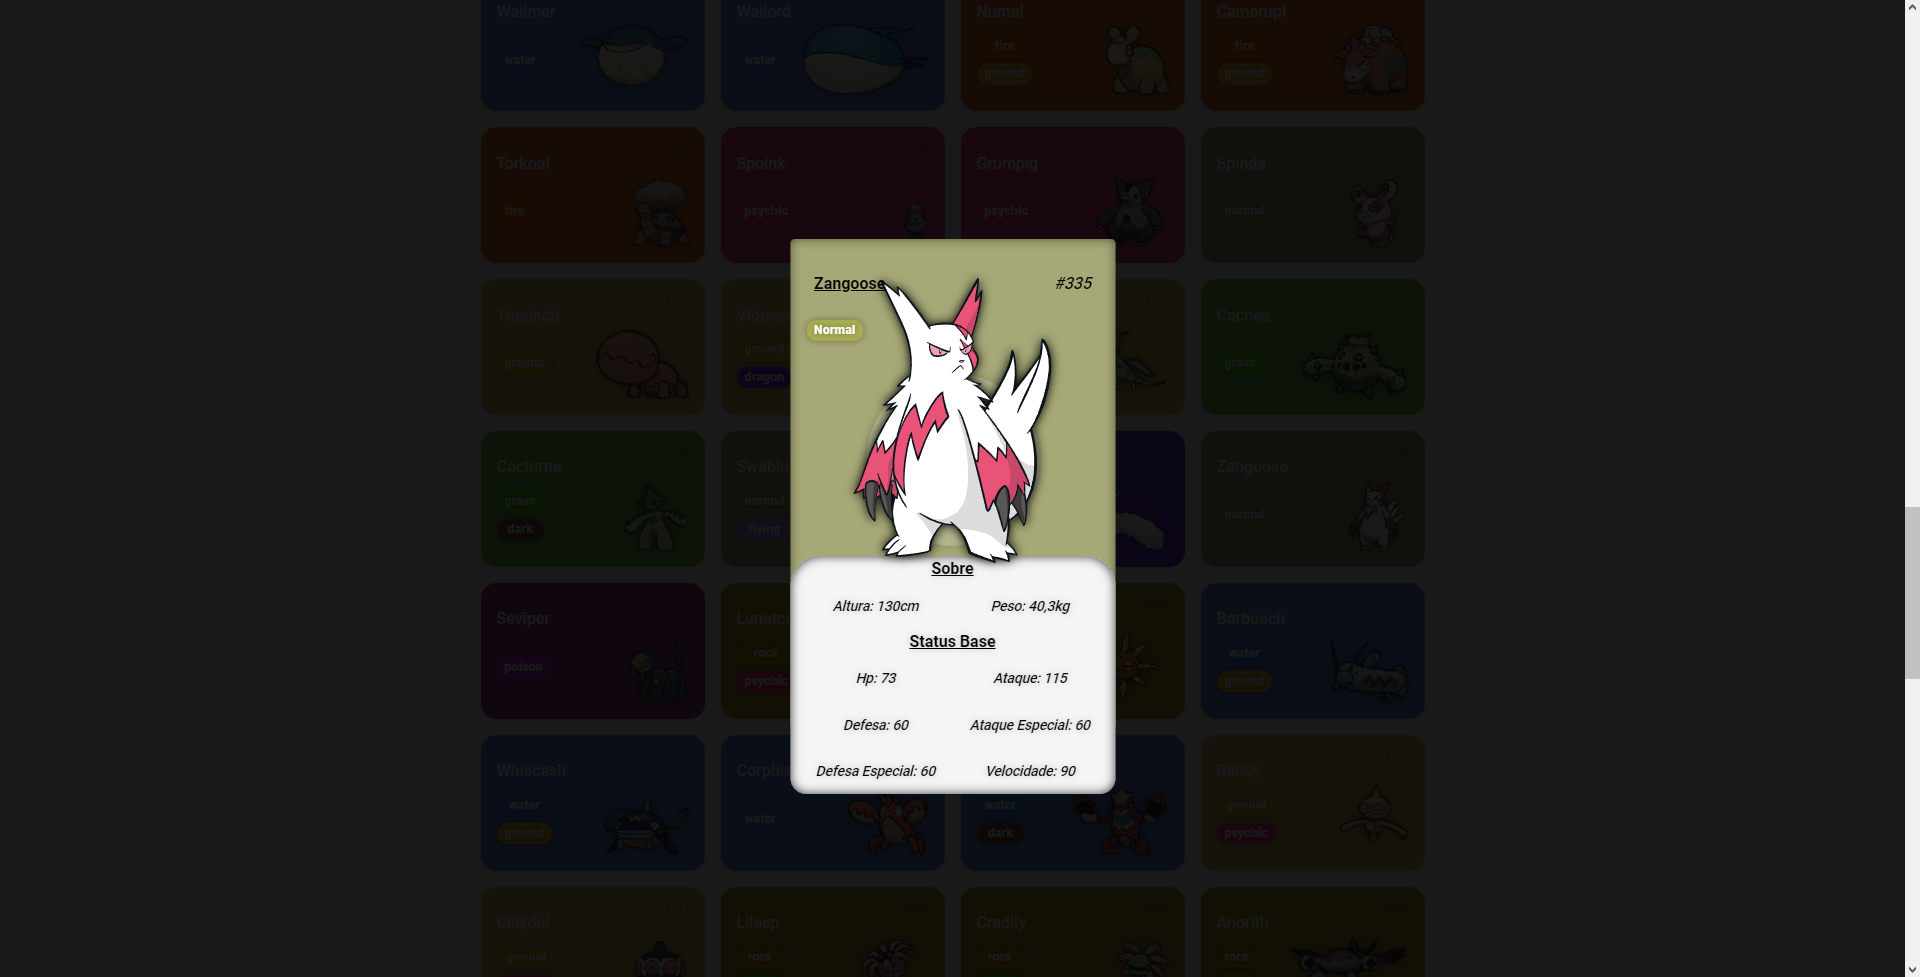 Wailmer
Wailord
Numel
Camerupt
water
water
fire
ground
fire
ground
Torkoal
Spoink
Grumpig
Spinda
fire
psychic
psychic
normal
Trapinch
Vibrava
Cacnea
ground
ground
dragon
grass
Cacturne
Swablu
Zangoose
grass
dark
normal
flying
normal
Seviper
Barboach
poison
rock
psychic
water
ground
Whiscash
Baltoy
water
ground
water
water
dark
ground
psychic
Claydol
Lileep
Cradily
Anorith
ground
rock
rock
rock
Zangoose
#335
Normal
Sobre
Altura: 130cm
Peso: 40,3kg
Status Base
Hp: 73
Ataque: 115
Defesa: 60
Ataque Especial: 60
Defesa Especial: 60
Velocidade: 90